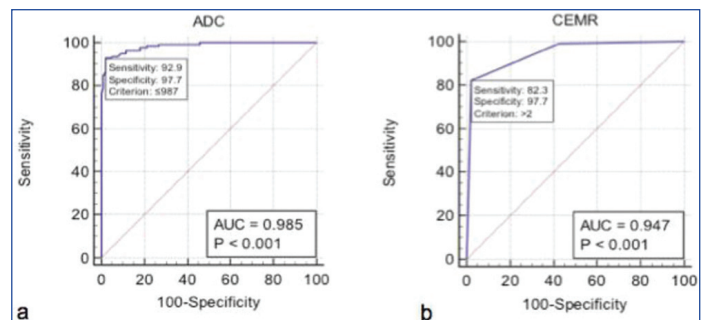 ADC
100
80
60
40
20
0
Sensitivity
Sensitivity: 92.9
Specificity: 97.7
Criterion: ≤987
AUC = 0.985
P < 0.001
0 20 40 60 80 100
100-Specificity
a
CEMR
100
80
60
40
20
0
Sensitivity
Sensitivity: 82.3
Specificity: 97.7
Criterion: >2
AUC = 0.947
P < 0.001
0 20 40 60 80 100
100-Specificity
b